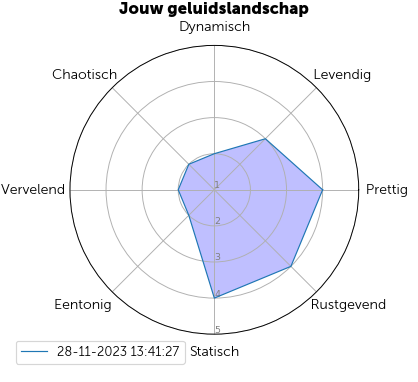 Jouw geluidslandschap
Dynamisch
Chaotisch
Levendig
Vervelend
Prettig
1
2
3
4
5
Eentonig
Rustgevend
28-11-2023 13:41:27
Statisch